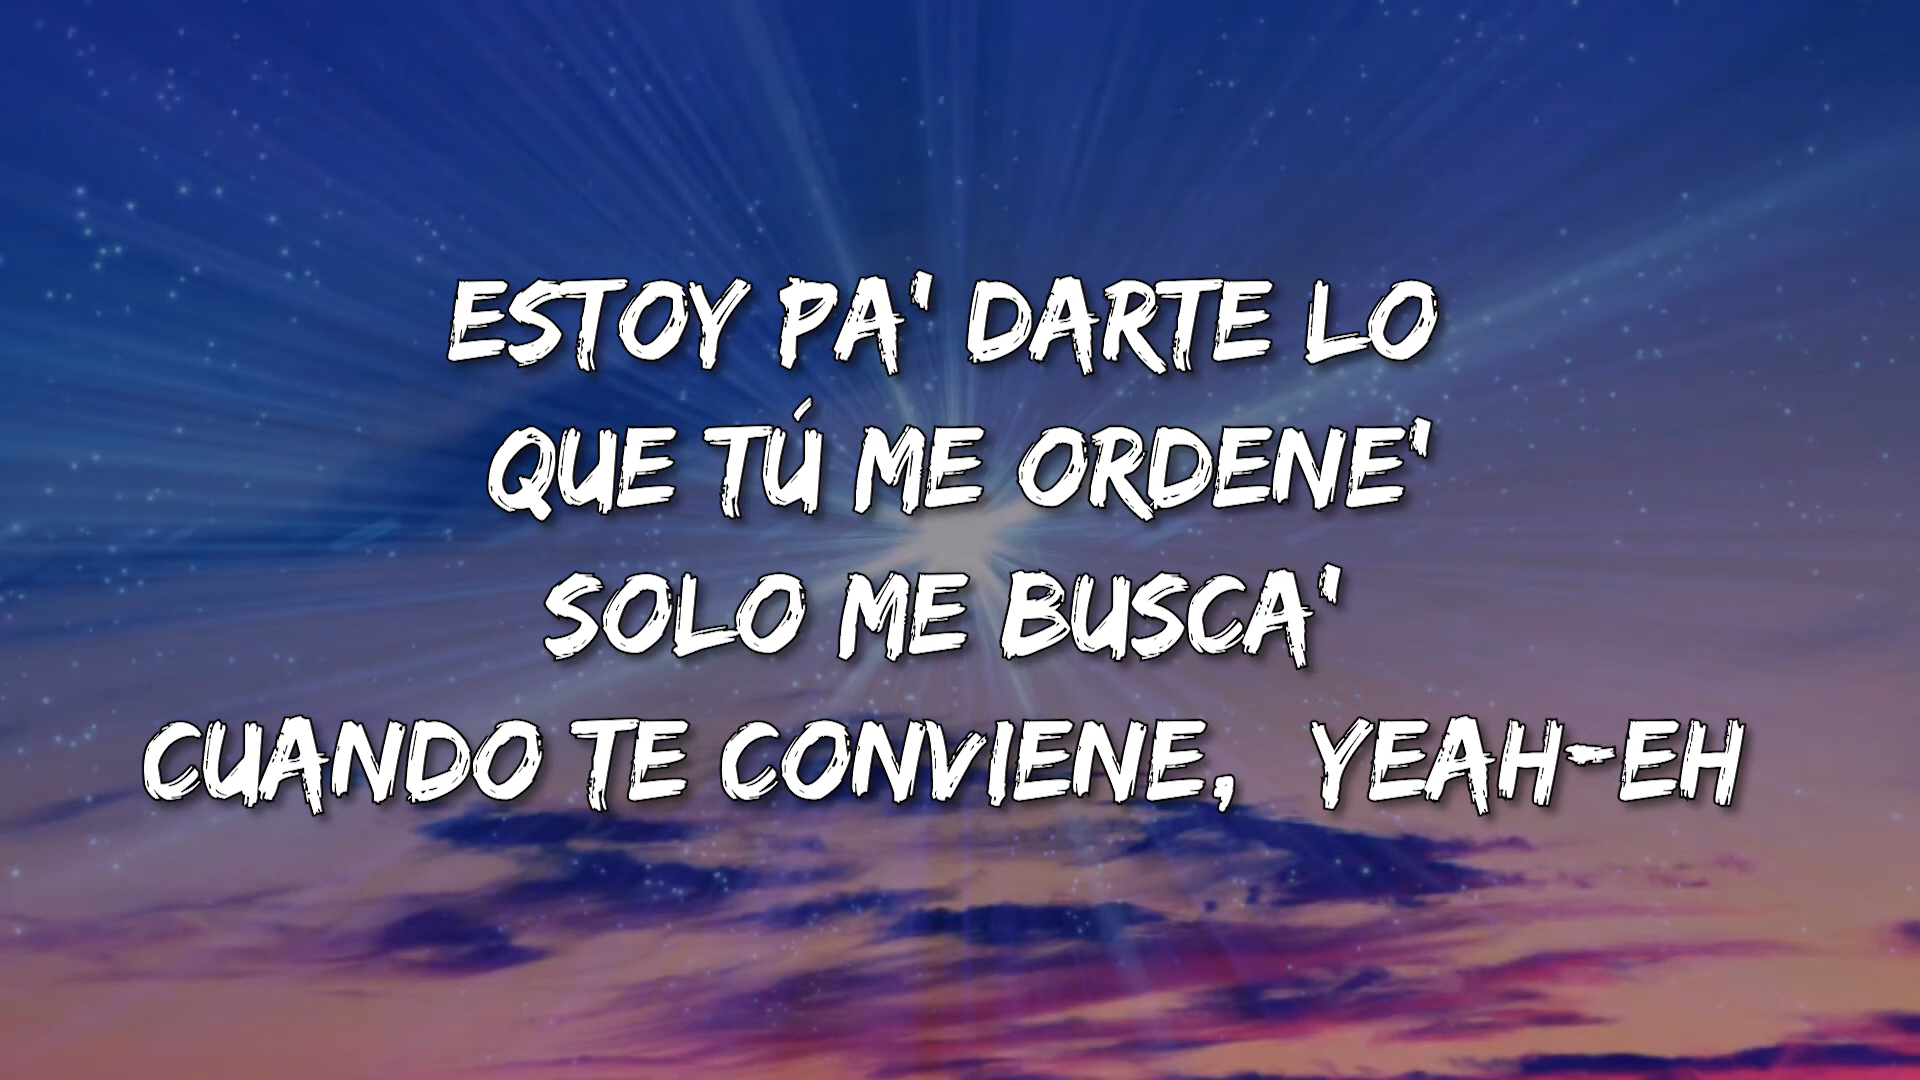 ESTOY PA' DARTE LO
QUE TÚ ME ORDENE'
SOLO ME BUSCA'
CUANDO TE CONVIENE, YEAH-EH